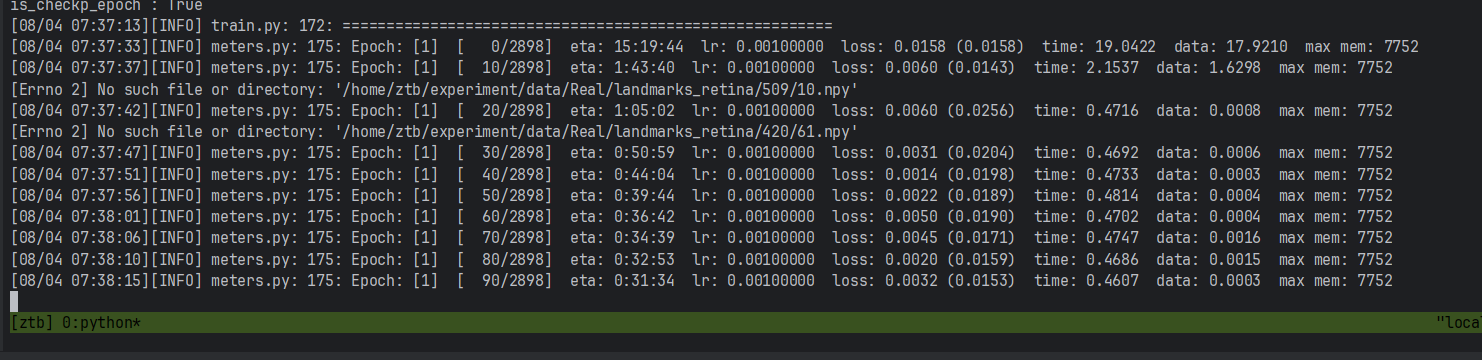 is_checkp_epoch : True
[08/04 07:37:13][INFO] train.py: 172: ========================================================
[08/04 07:37:33][INFO] meters.py: 175: Epoch: [1]  [   0/2898]  eta: 15:19:44  lr: 0.00100000  loss: 0.0158 (0.0158)  time: 19.0422  data: 17.9210  max mem: 7752
[08/04 07:37:37][INFO] meters.py: 175: Epoch: [1]  [  10/2898]  eta: 1:43:40  lr: 0.00100000  loss: 0.0060 (0.0143)  time: 2.1537  data: 1.6298  max mem: 7752
[Errno 2] No such file or directory: '/home/ztb/experiment/data/Real/landmarks_retina/509/10.npy'
[08/04 07:37:42][INFO] meters.py: 175: Epoch: [1]  [  20/2898]  eta: 1:05:02  lr: 0.00100000  loss: 0.0060 (0.0256)  time: 0.4716  data: 0.0008  max mem: 7752
[Errno 2] No such file or directory: '/home/ztb/experiment/data/Real/landmarks_retina/420/61.npy'
[08/04 07:37:47][INFO] meters.py: 175: Epoch: [1]  [  30/2898]  eta: 0:50:59  lr: 0.00100000  loss: 0.0031 (0.0204)  time: 0.4692  data: 0.0006  max mem: 7752
[08/04 07:37:51][INFO] meters.py: 175: Epoch: [1]  [  40/2898]  eta: 0:44:04  lr: 0.00100000  loss: 0.0014 (0.0198)  time: 0.4733  data: 0.0003  max mem: 7752
[08/04 07:37:56][INFO] meters.py: 175: Epoch: [1]  [  50/2898]  eta: 0:39:44  lr: 0.00100000  loss: 0.0022 (0.0189)  time: 0.4814  data: 0.0004  max mem: 7752
[08/04 07:38:01][INFO] meters.py: 175: Epoch: [1]  [  60/2898]  eta: 0:36:42  lr: 0.00100000  loss: 0.0050 (0.0190)  time: 0.4702  data: 0.0004  max mem: 7752
[08/04 07:38:06][INFO] meters.py: 175: Epoch: [1]  [  70/2898]  eta: 0:34:39  lr: 0.00100000  loss: 0.0045 (0.0171)  time: 0.4747  data: 0.0016  max mem: 7752
[08/04 07:38:10][INFO] meters.py: 175: Epoch: [1]  [  80/2898]  eta: 0:32:53  lr: 0.00100000  loss: 0.0020 (0.0159)  time: 0.4686  data: 0.0015  max mem: 7752
[08/04 07:38:15][INFO] meters.py: 175: Epoch: [1]  [  90/2898]  eta: 0:31:34  lr: 0.00100000  loss: 0.0032 (0.0153)  time: 0.4607  data: 0.0003  max mem: 7752
[ztb] 0:python* "local